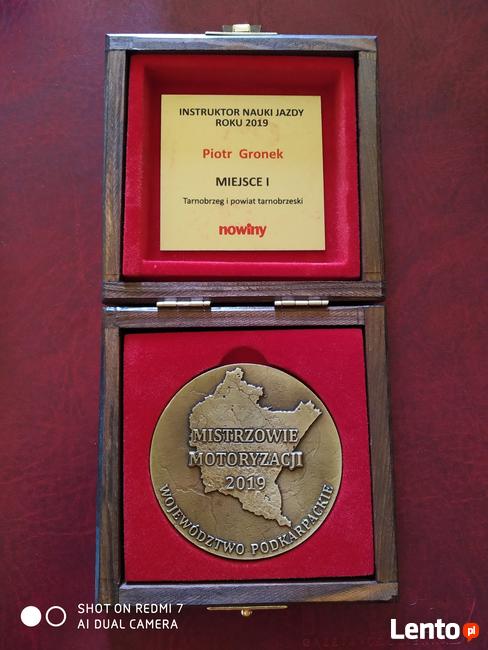 INSTRUKTOR NAUKI JAZDY
ROKU 2019
Piotr Gronek
MIEJSCE I
Tarnobrzeg i powiat tarnobrzeski
nowiny
MISTRZOWIE
MOTORYZACJI
2019
WOJEWÓDZTWO PODKARPACKIE
SHOT ON REDMI 7
AI DUAL CAMERA
Lento pl